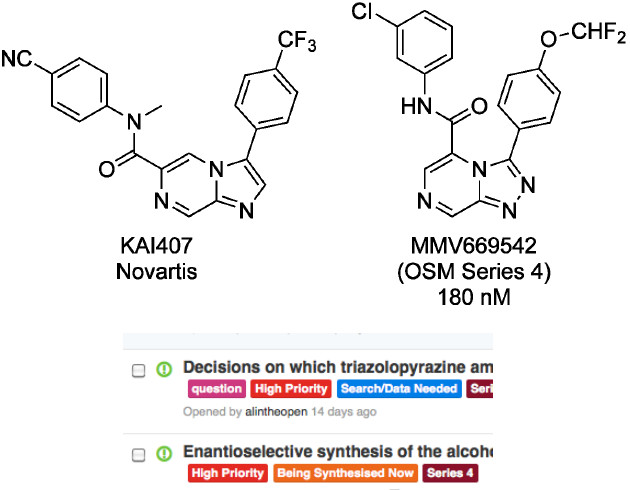 NC
N
O
N
N
N
CF₃
KAI407
Novartis
Cl
HN
O
O
CHF₂
N
N
N
N
MMV669542
(OSM Series 4)
180 nM
Decisions on which triazolopyrazine am
question High Priority Search/Data Needed Seri
Opened by alintheopen 14 days ago
Enantioselective synthesis of the alcoh
High Priority Being Synthesised Now Series 4